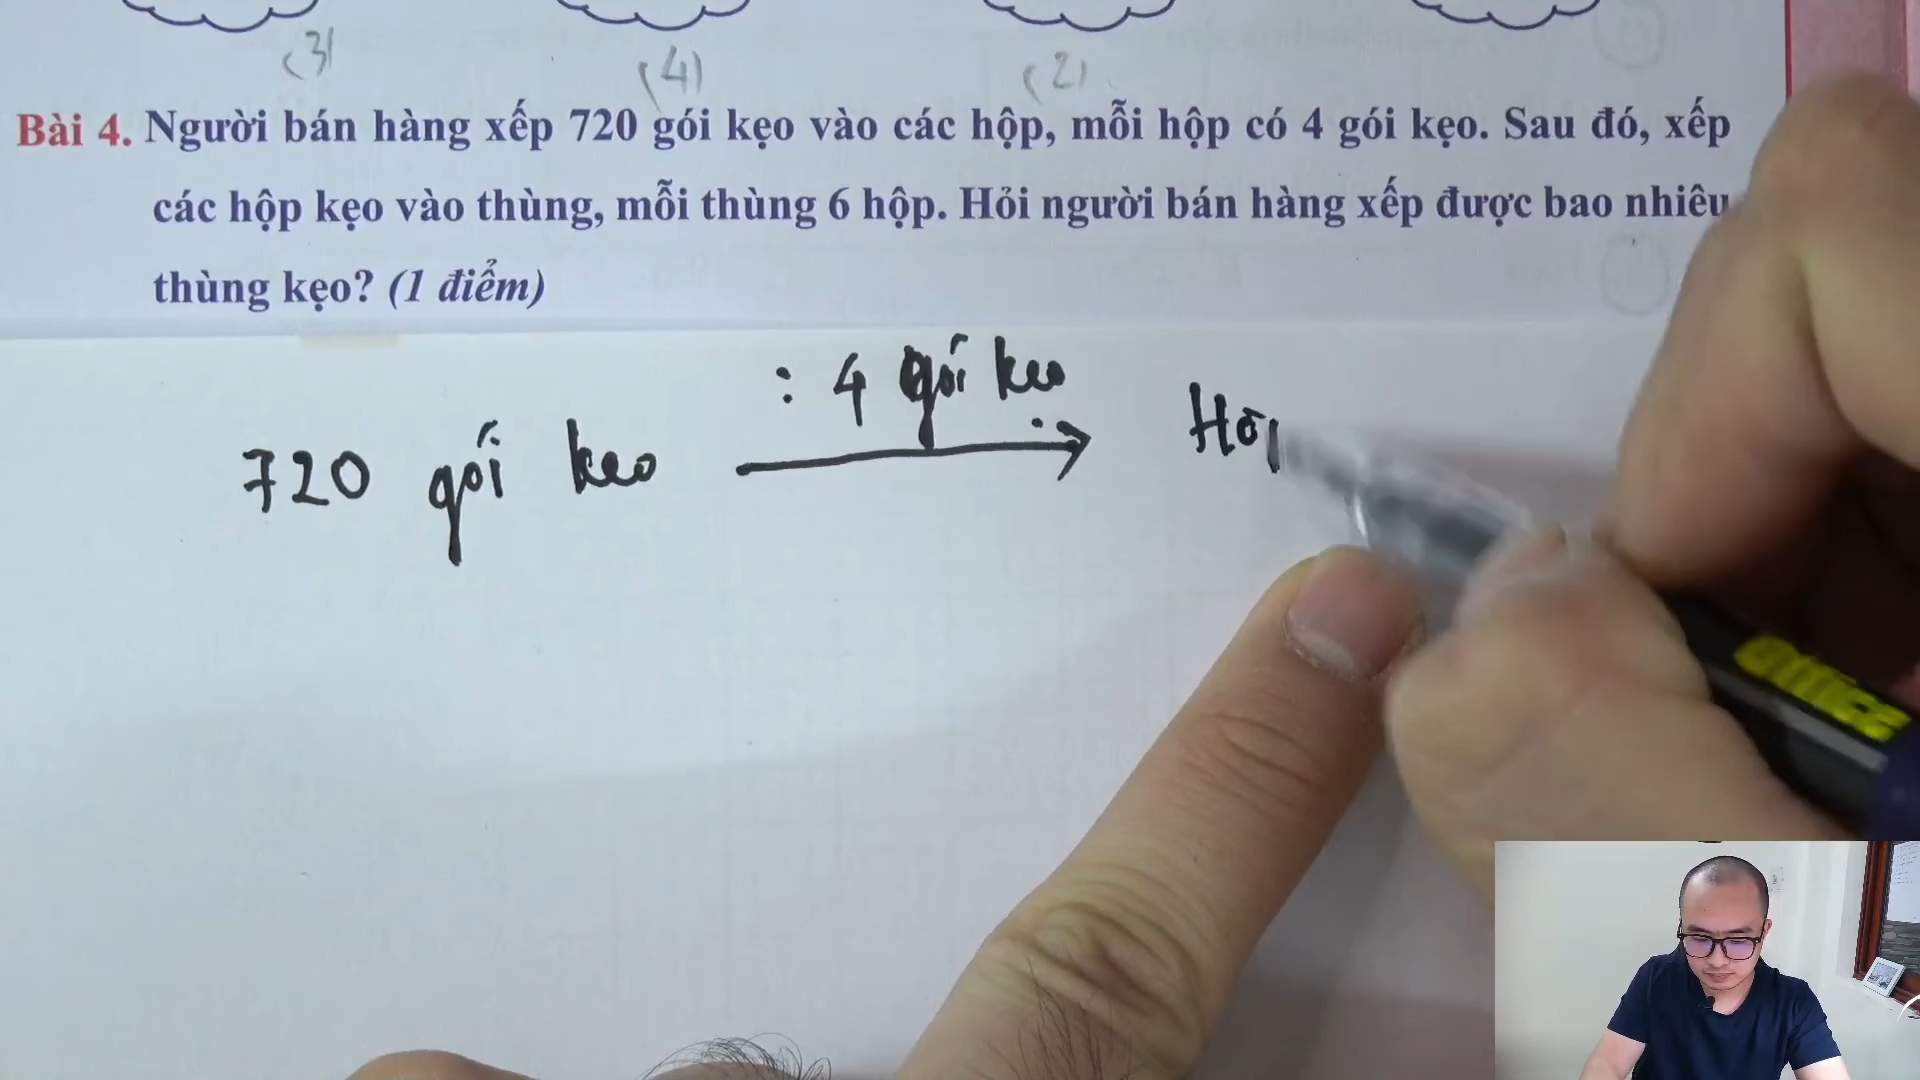 (3)
(4)
(2)
Bài 4. Người bán hàng xếp 720 gói kẹo vào các hộp, mỗi hộp có 4 gói kẹo. Sau đó, xếp
các hộp kẹo vào thùng, mỗi thùng 6 hộp. Hỏi người bán hàng xếp được bao nhiêu
thùng kẹo? (1 điểm)
: 4 gói kẹo
720 gói kẹo
Hộp